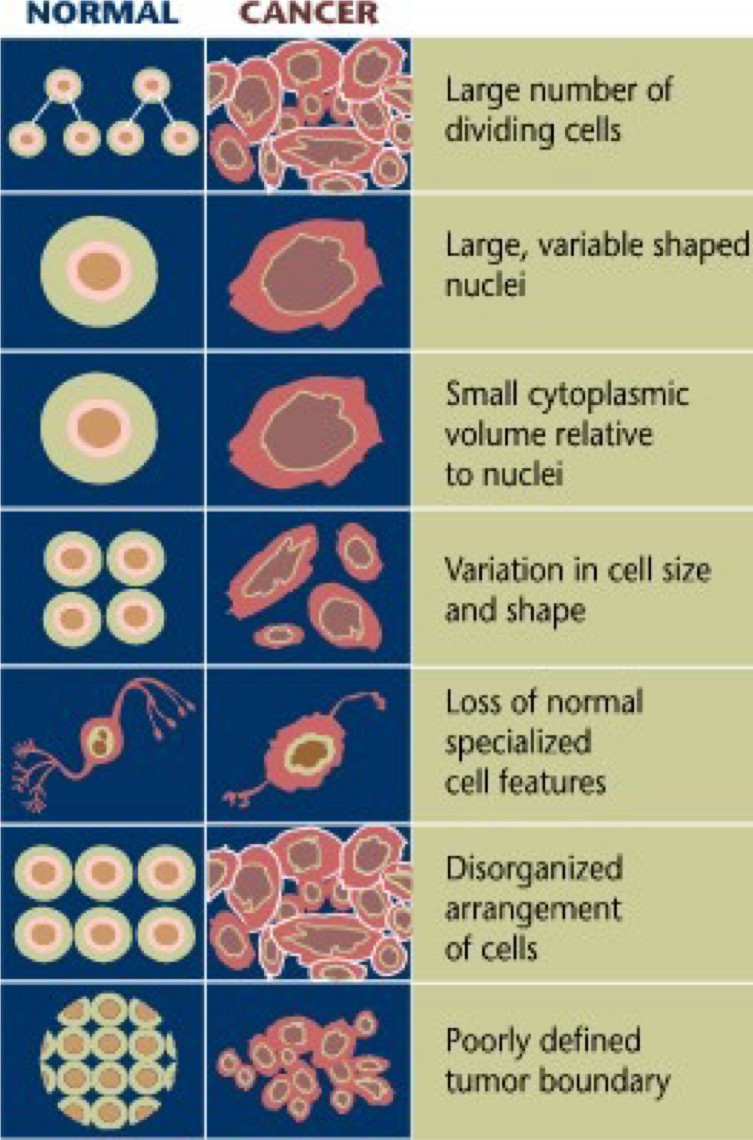 NORMAL CANCER
Large number of
dividing cells
Large, variable shaped
nuclei
Small cytoplasmic
volume relative
to nuclei
Variation in cell size
and shape
Loss of normal
specialized
cell features
Disorganized
arrangement
of cells
Poorly defined
tumor boundary